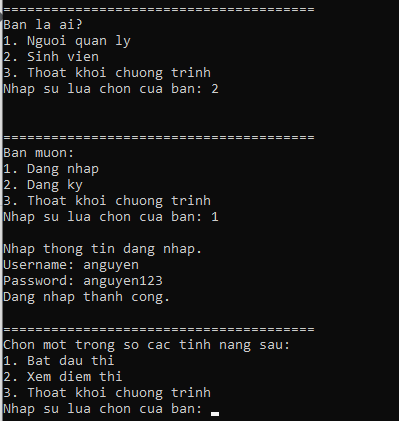 =======================================
Ban la ai?
1. Nguoi quan ly
2. Sinh vien
3. Thoat khoi chuong trinh
Nhap su lua chon cua ban: 2
=======================================
Ban muon:
1. Dang nhap
2. Dang ky
3. Thoat khoi chuong trinh
Nhap su lua chon cua ban: 1
Nhap thong tin dang nhap.
Username: anguyen
Password: anguyen123
Dang nhap thanh cong.
=======================================
Chon mot trong so cac tinh nang sau:
1. Bat dau thi
2. Xem diem thi
3. Thoat khoi chuong trinh
Nhap su lua chon cua ban: